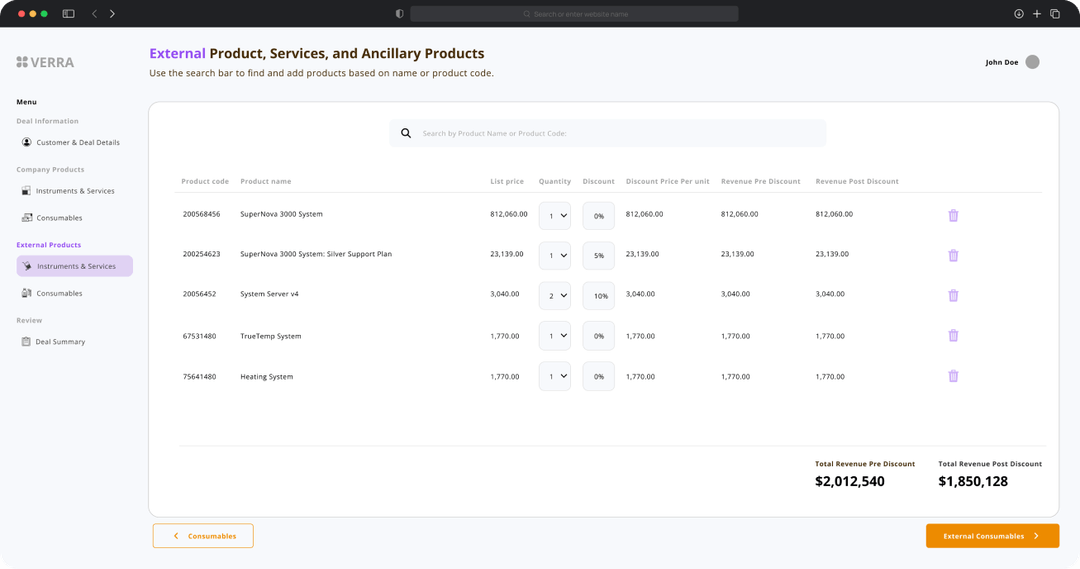 Search or enter website name
VERRA
External Product, Services, and Ancillary Products
Use the search bar to find and add products based on name or product code.
John Doe
Menu
Deal Information
Customer & Deal Details
Company Products
Instruments & Services
Consumables
External Products
Instruments & Services
Consumables
Review
Deal Summary
Search by Product Name or Product Code:
Product code Product name List price Quantity Discount Discount Price Per unit Revenue Pre Discount Revenue Post Discount
200568456 SuperNova 3000 System 812,060.00 1 0% 812,060.00 812,060.00 812,060.00
200254623 SuperNova 3000 System: Silver Support Plan 23,139.00 1 5% 23,139.00 23,139.00 23,139.00
20056452 System Server v4 3,040.00 2 10% 3,040.00 3,040.00 3,040.00
67531480 TrueTemp System 1,770.00 1 0% 1,770.00 1,770.00 1,770.00
75641480 Heating System 1,770.00 1 0% 1,770.00 1,770.00 1,770.00
Total Revenue Pre Discount Total Revenue Post Discount
$2,012,540 $1,850,128
Consumables
External Consumables